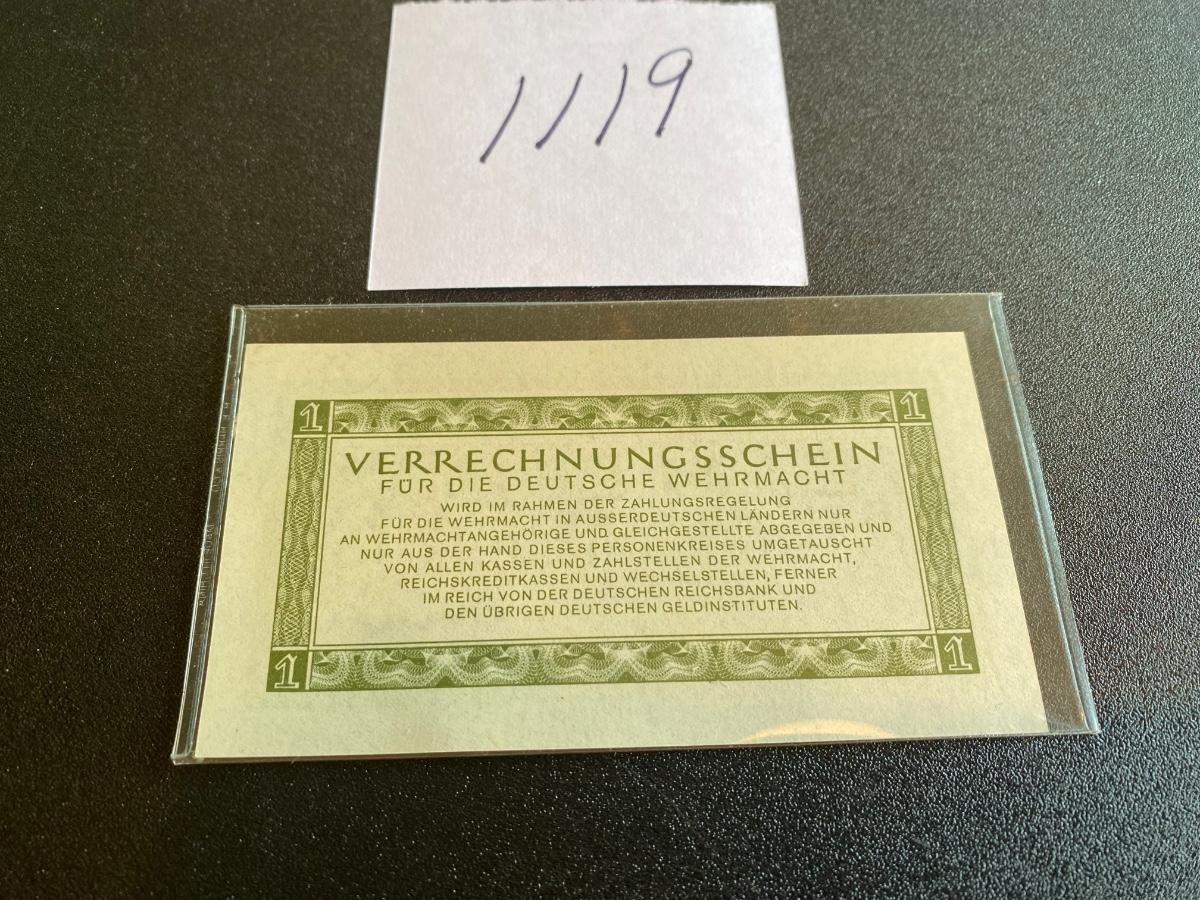 1119
1 1
VERRECHNUNGSSCHEIN
FÜR DIE DEUTSCHE WEHRMACHT
WIRD IM RAHMEN DER ZAHLUNGSREGELUNG
FÜR DIE WEHRMACHT IN AUSSERDEUTSCHEN LÄNDERN NUR
AN WEHRMACHTANGEHÖRIGE UND GLEICHGESTELLTE ABGEGEBEN UND
NUR AUS DER HAND DIESES PERSONENKREISES UMGETAUSCHT
VON ALLEN KASSEN UND ZAHLSTELLEN DER WEHRMACHT,
REICHSKREDITKASSEN UND WECHSELSTELLEN, FERNER
IM REICH VON DER DEUTSCHEN REICHSBANK UND
DEN ÜBRIGEN DEUTSCHEN GELDINSTITUTEN.
1 1